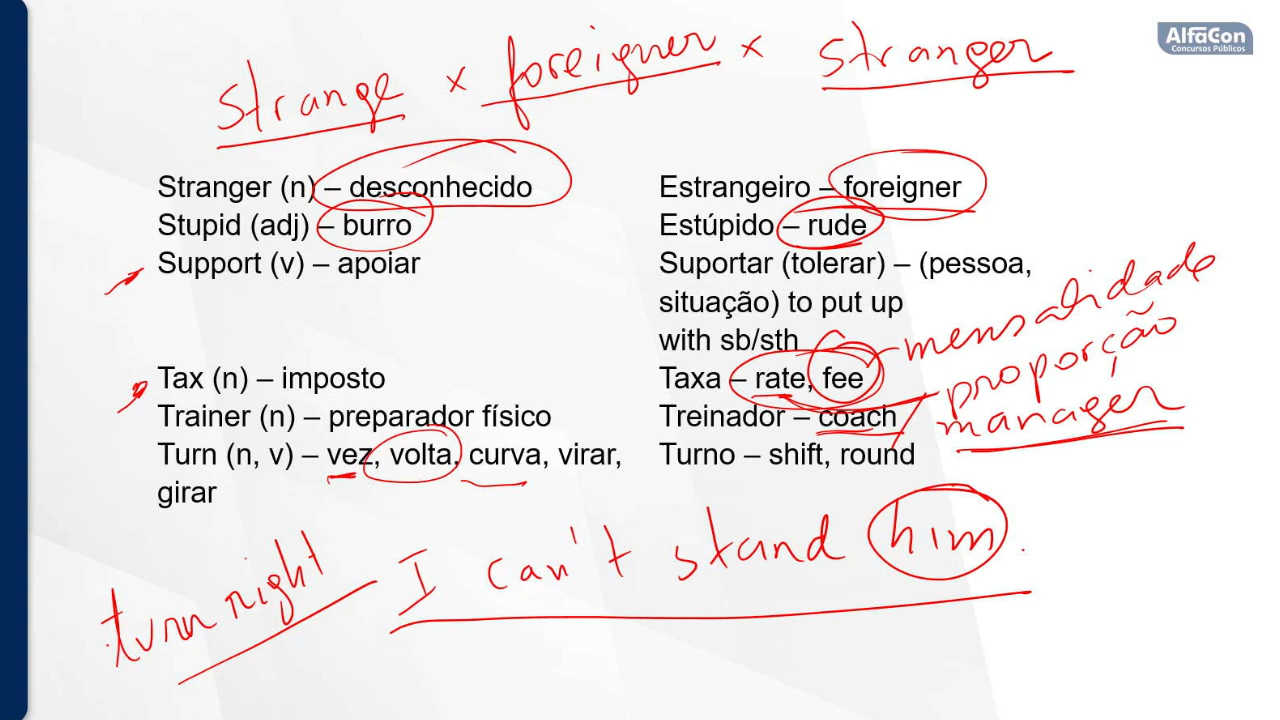 AlfaCon
Concursos Públicos
strange x foreigner x stranger
Stranger (n) – desconhecido
Stupid (adj) – burro
Support (v) – apoiar
Tax (n) – imposto
Trainer (n) – preparador físico
Turn (n, v) – vez, volta, curva, virar,
girar
Estrangeiro – foreigner
Estúpido – rude
Suportar (tolerar) – (pessoa,
situação) to put up
with sb/sth
Taxa – rate, fee
Treinador – coach
Turno – shift, round
mensalidade
proporção
manager
turn right
I can't stand him.